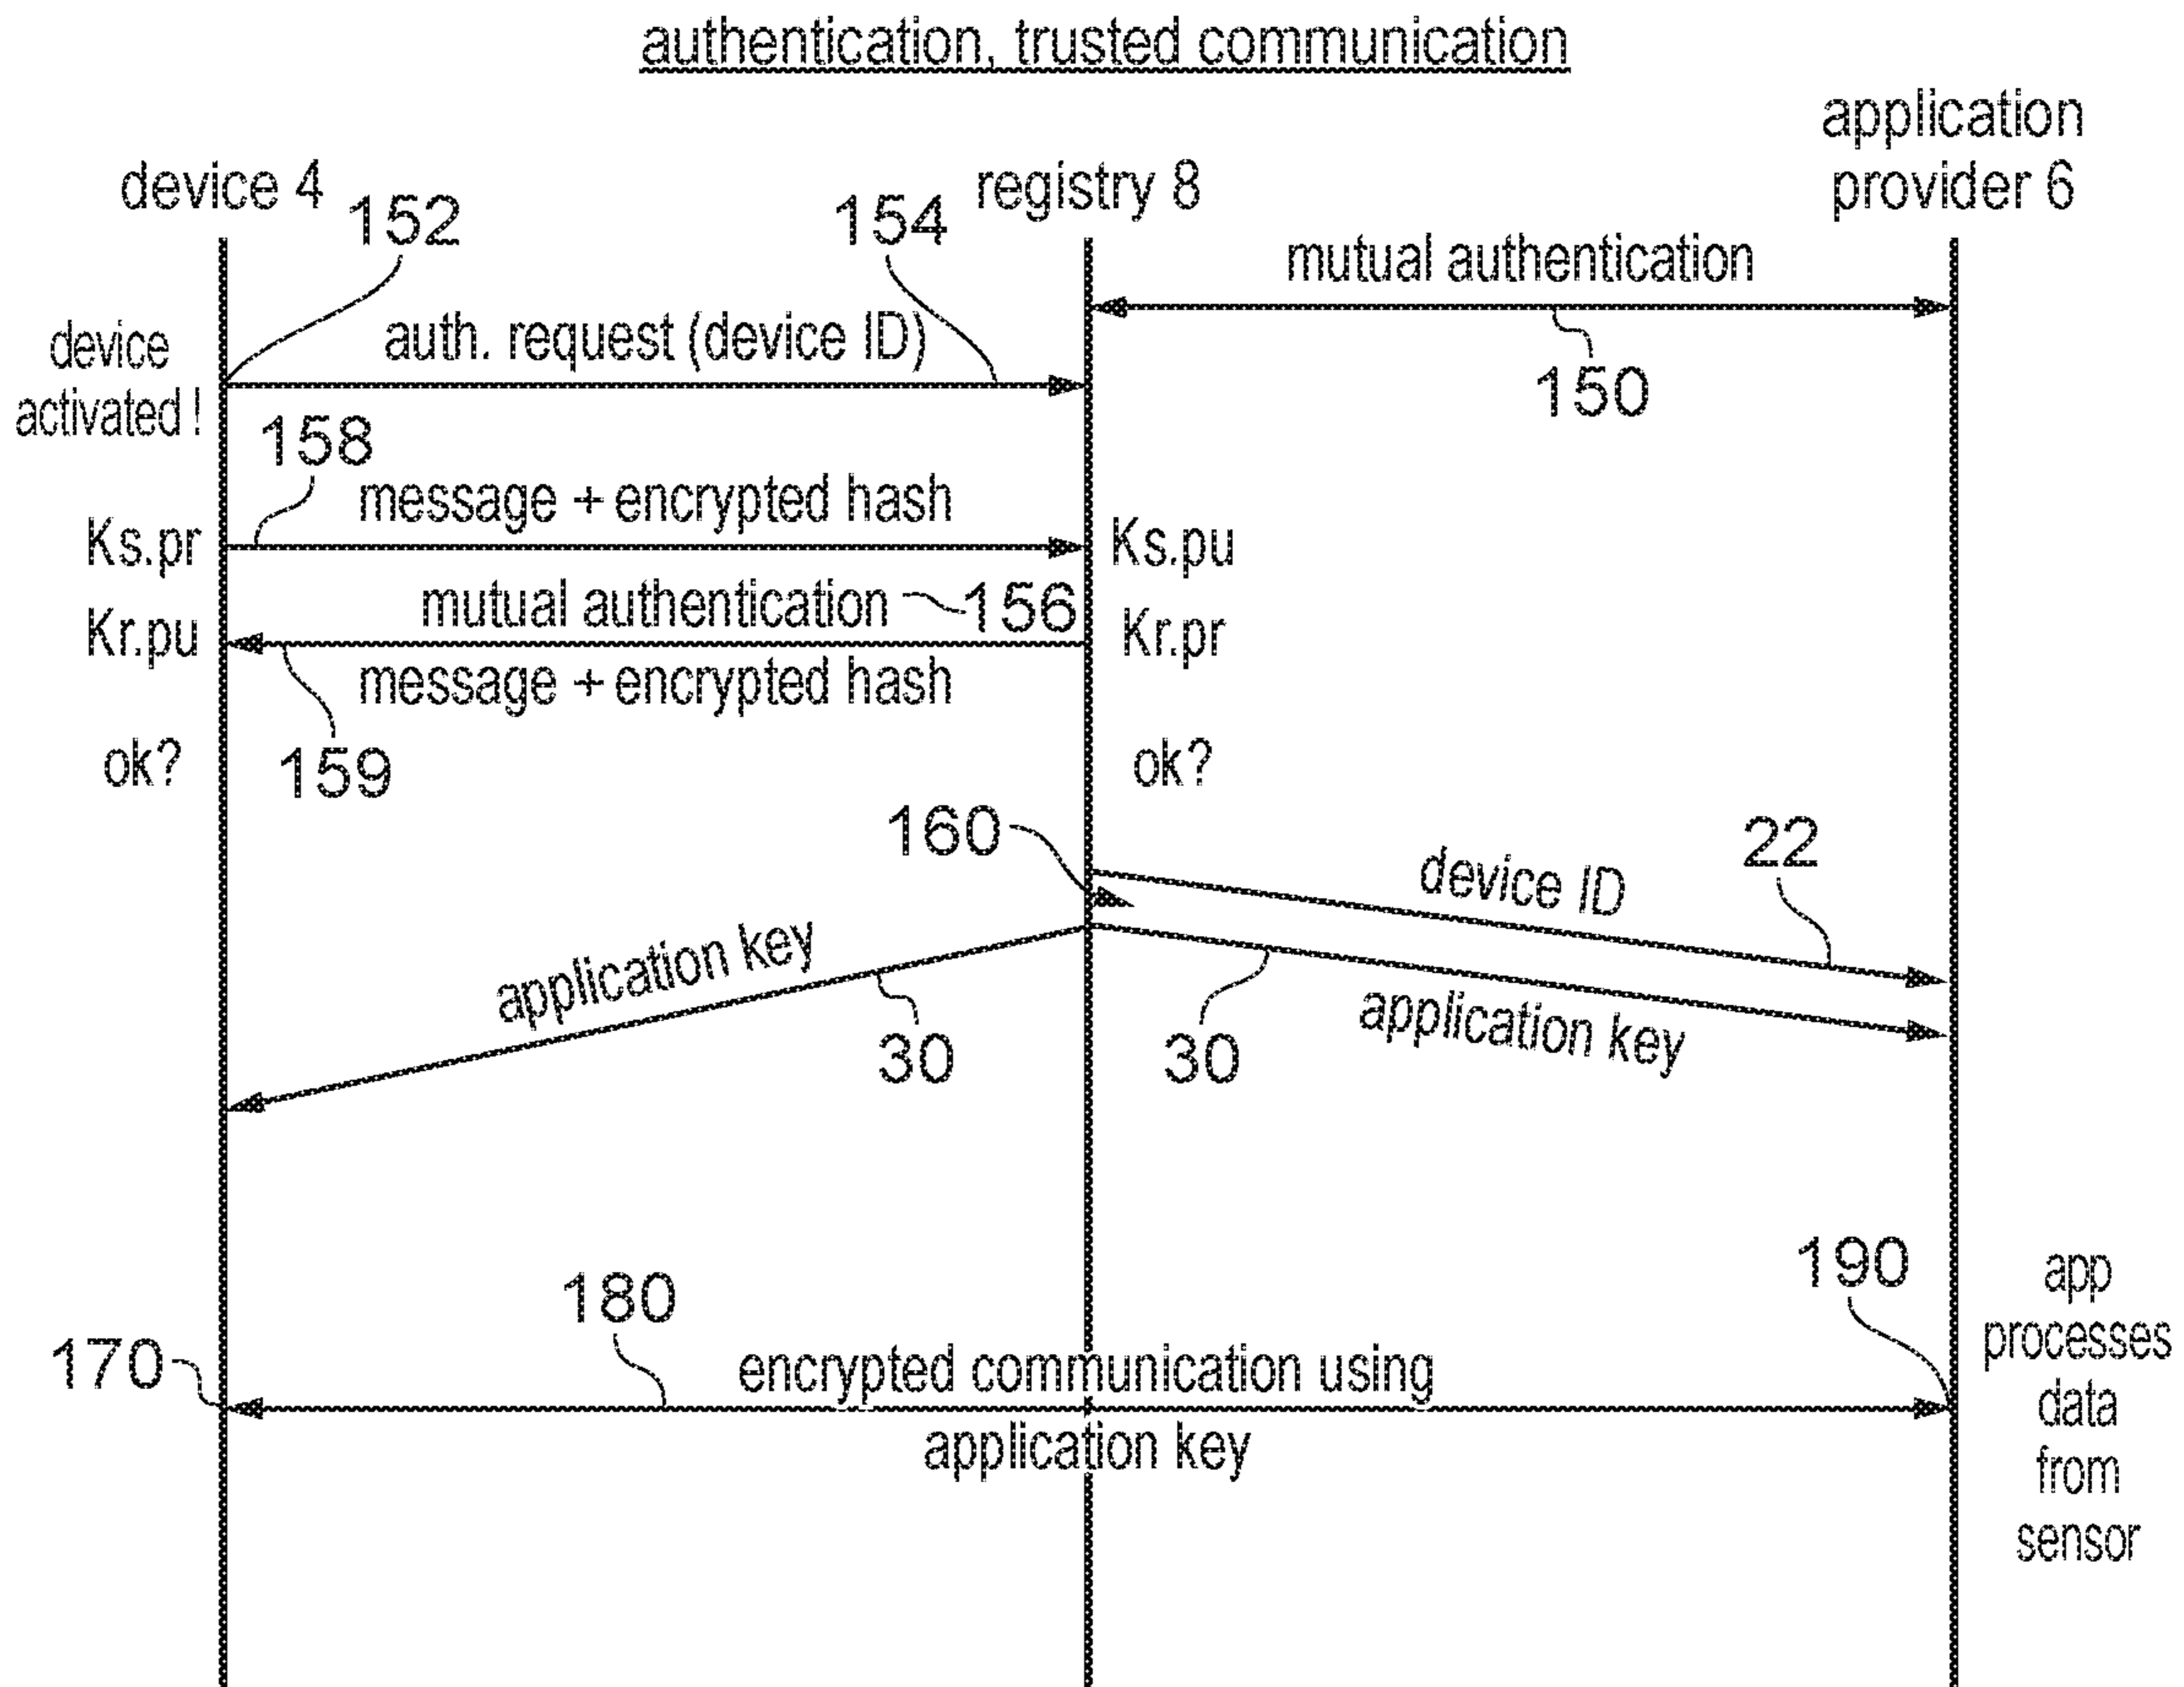 authentication, trusted communication
application
provider 6
device 4
registry 8
152
154
mutual authentication
150
device
activated !
auth. request (device ID)
158
message + encrypted hash
Ks.pr
Ks.pu
mutual authentication
156
Kr.pu
Kr.pr
message + encrypted hash
159
ok?
ok?
160
device ID
22
application key
30
30
application key
180
190
170
encrypted communication using
application key
app
processes
data
from
sensor